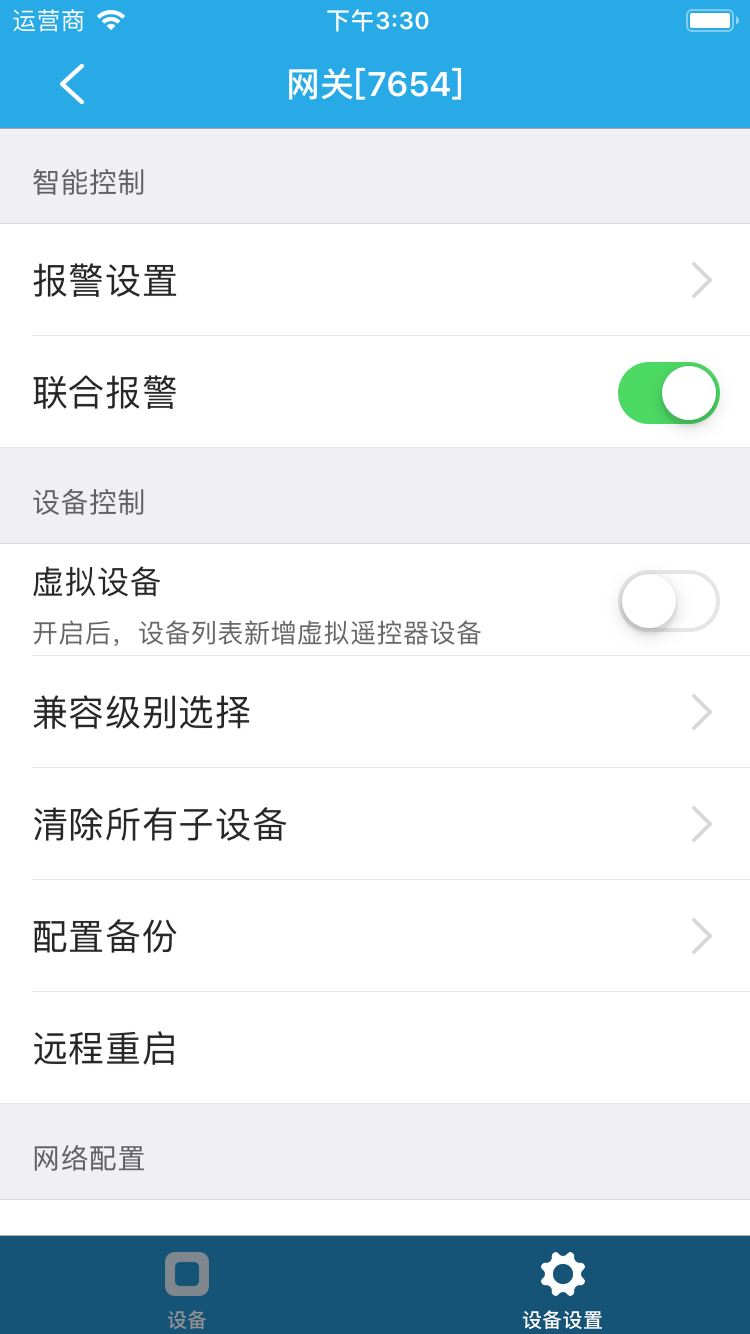 运营商 下午3:30
网关[7654]
智能控制
报警设置
联合报警
设备控制
虚拟设备
开启后，设备列表新增虚拟遥控器设备
兼容级别选择
清除所有子设备
配置备份
远程重启
网络配置
设备 设备设置